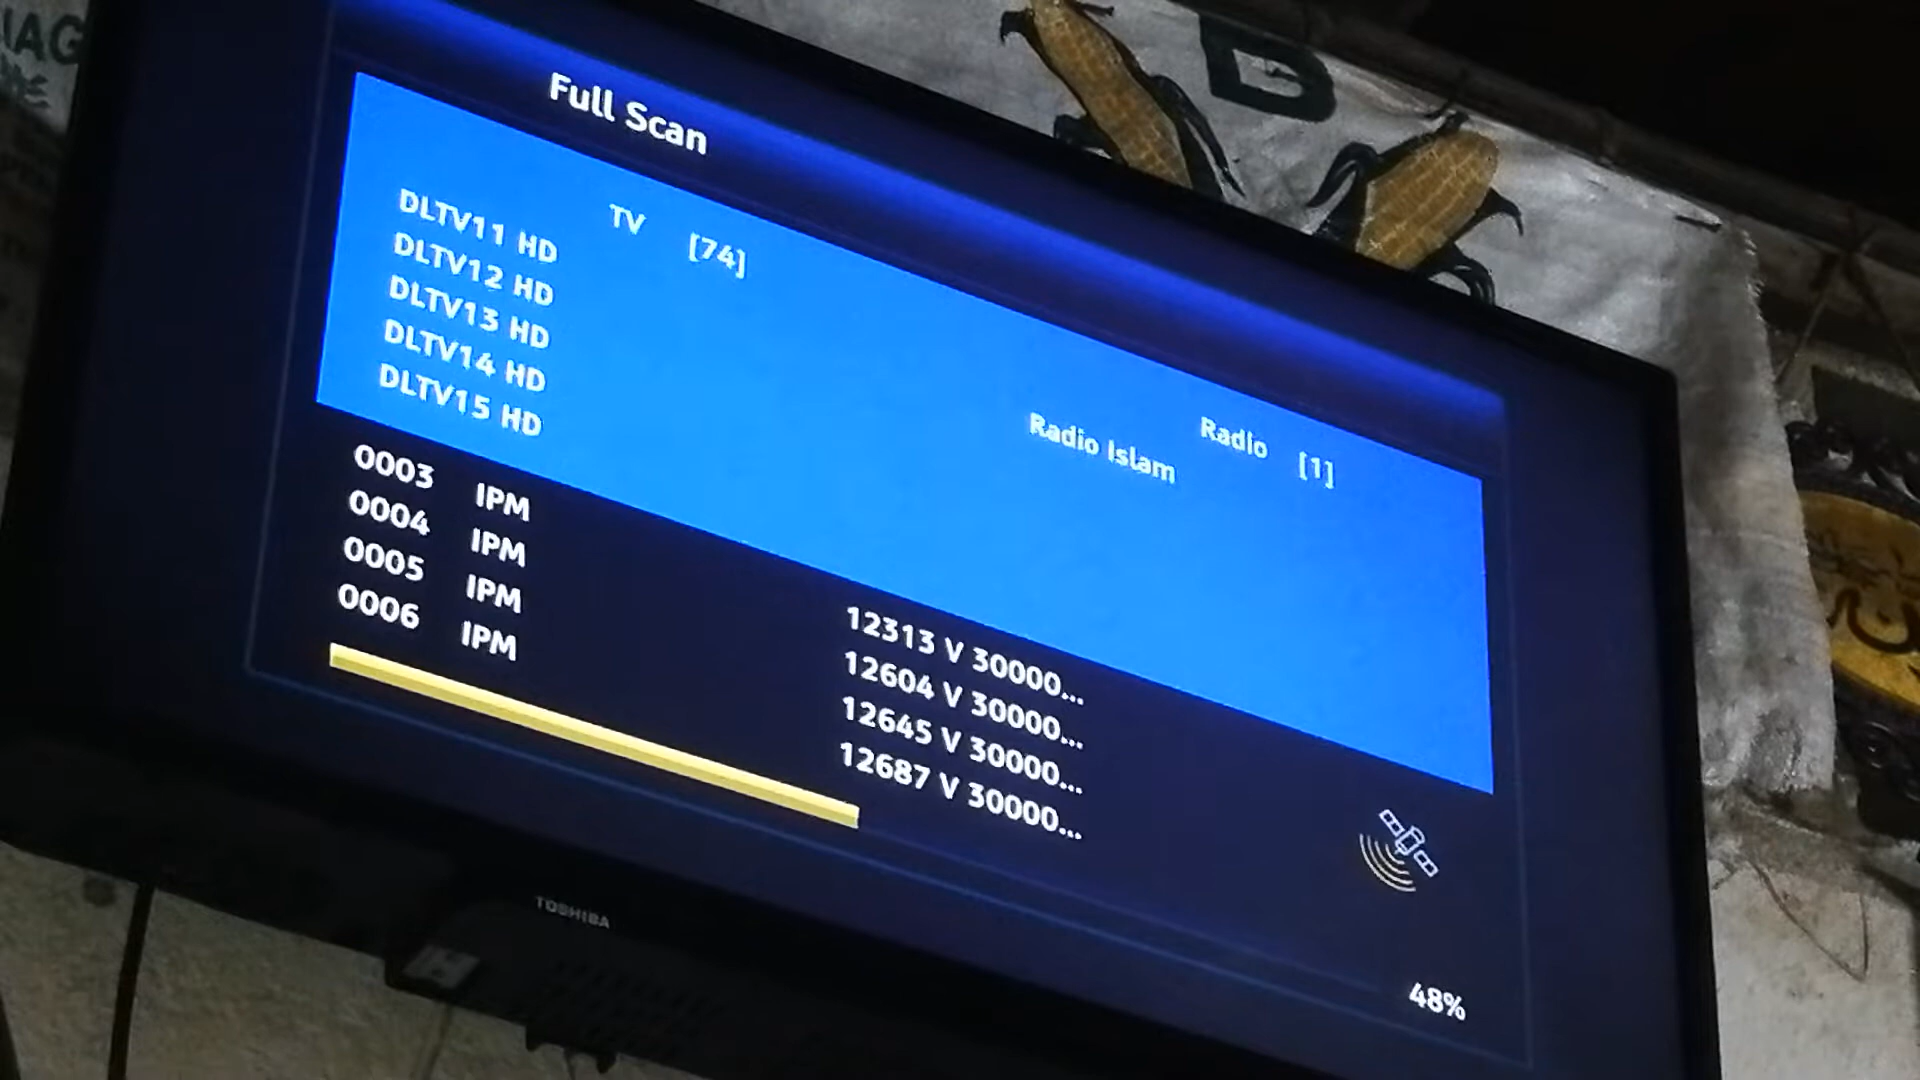 IAG
Full Scan
TV [74]
DLTV11 HD
DLTV12 HD
DLTV13 HD
DLTV14 HD
DLTV15 HD
Radio [1]
Radio Islam
0003 IPM 12313 V 30000...
0004 IPM 12604 V 30000...
0005 IPM 12645 V 30000...
0006 IPM 12687 V 30000...
48%
TOSHIBA